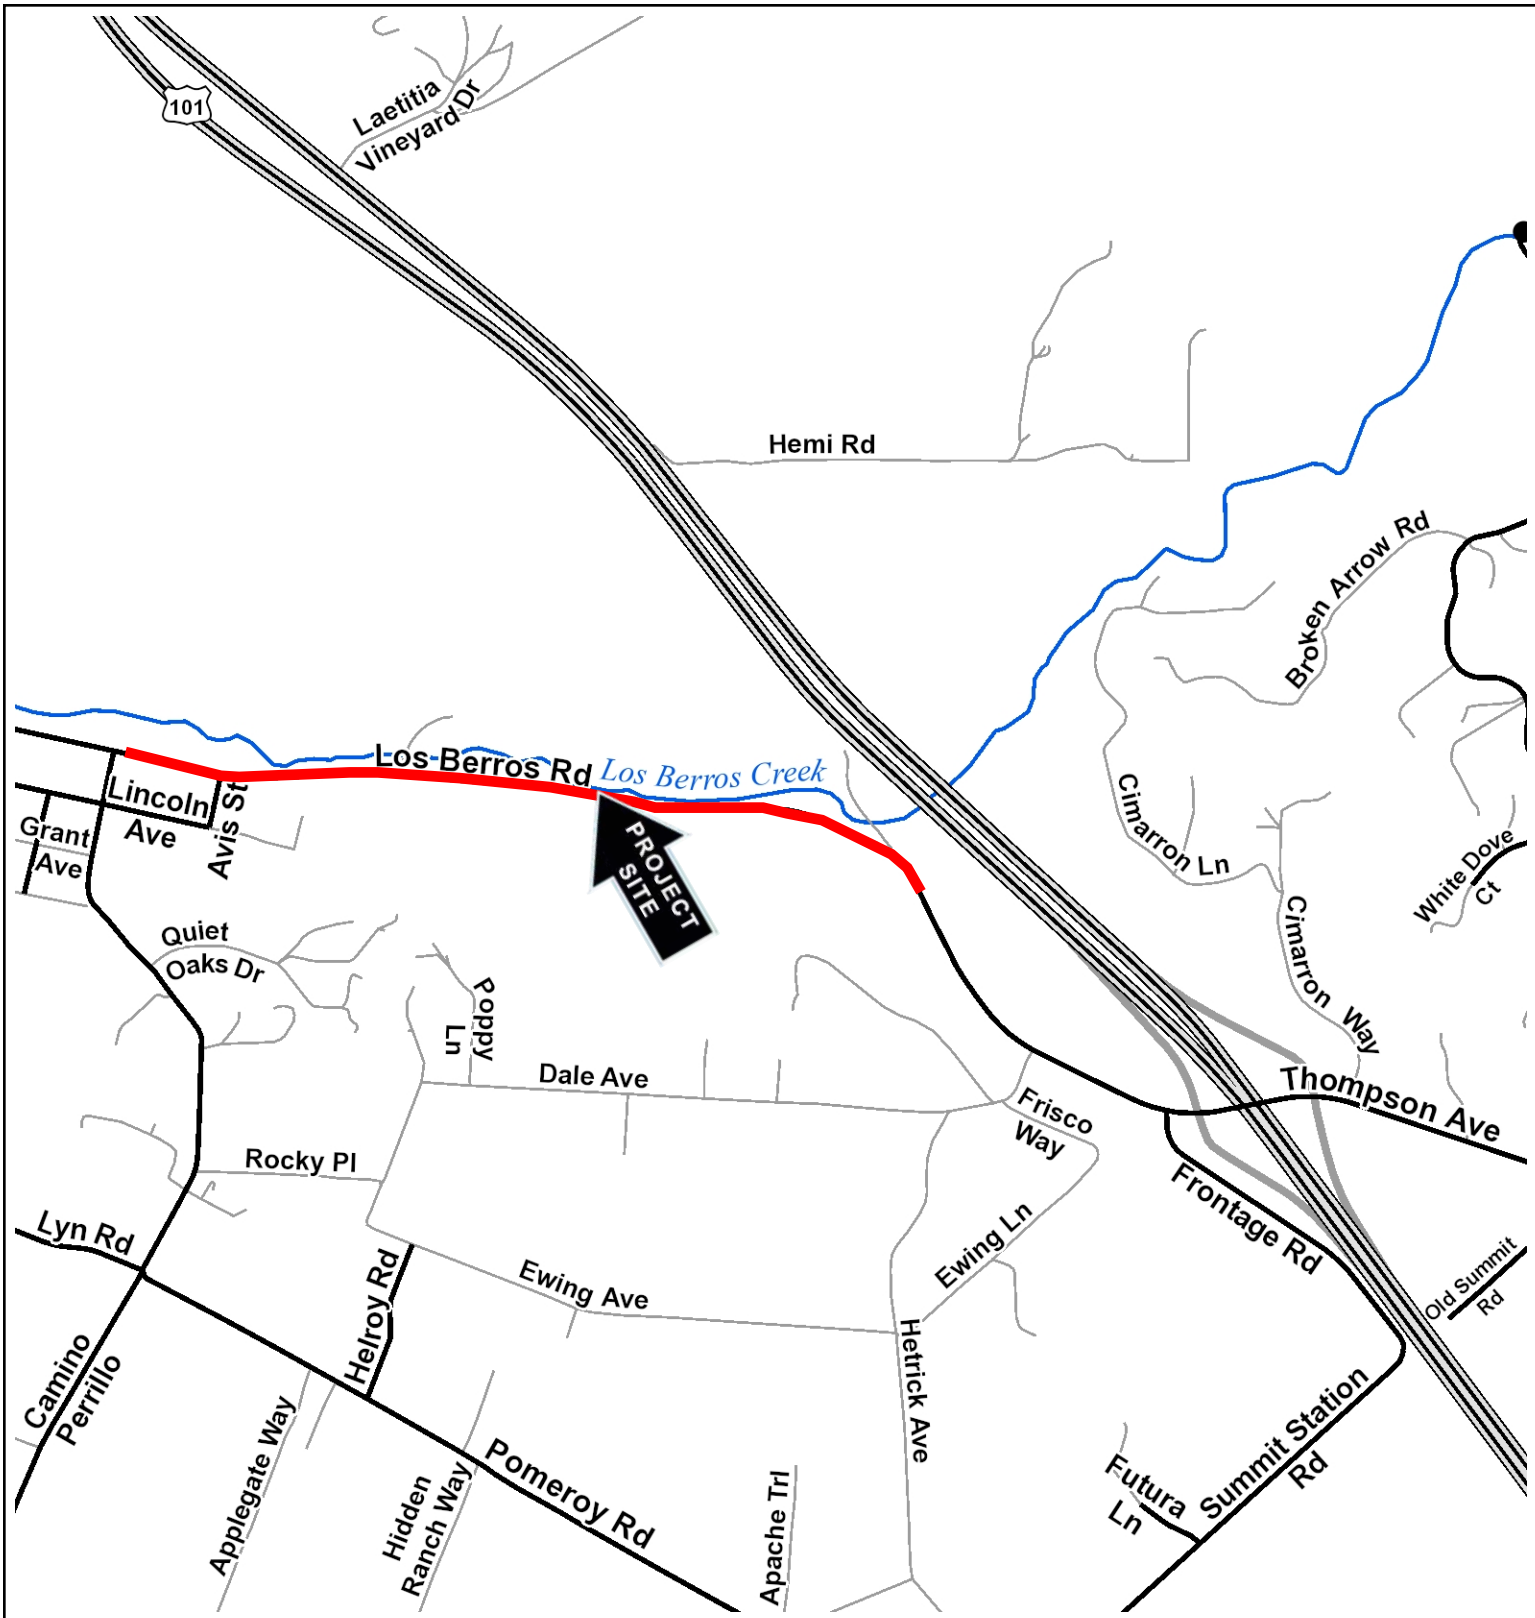 Laetitia
Vineyard Dr
101
Hemi Rd
Broken Arrow Rd
Los Berros Rd
Los Berros Creek
Lincoln
Ave
Avis St
Grant
Ave
PROJECT
SITE
Cimarron Ln
White Dove
Ct
Cimarron Way
Quiet
Oaks Dr
Poppy
Ln
Dale Ave
Frisco
Way
Thompson Ave
Rocky Pl
Frontage Rd
Lyn Rd
Ewing Ln
Old Summit
Rd
Helroy Rd
Ewing Ave
Hetrick Ave
Camino
Perrillo
Applegate Way
Hidden
Ranch Way
Pomeroy Rd
Apache Trl
Futura
Ln
Summit Station
Rd